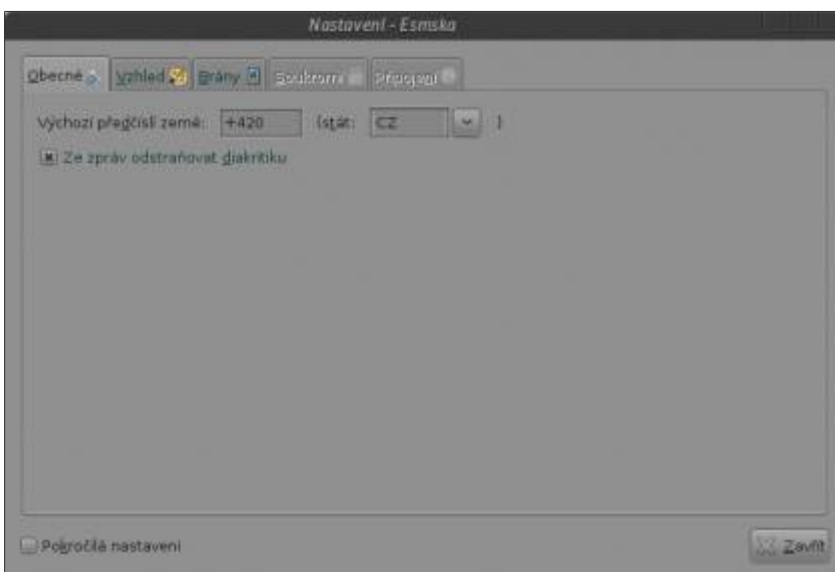 Nastavení - Esmska
Obecné Vzhled Brány Soukromí Připojení
Výchozí předčíslí země: +420 (stát: CZ )
Ze zpráv odstraňovat diakritiku
Pokročilá nastavení
Zavřít